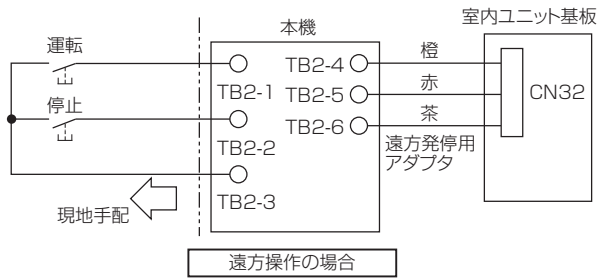 室内ユニット基板
本機
運転
停止
TB2-1
TB2-2
TB2-3
TB2-4
TB2-5
TB2-6
橙
赤
茶
CN32
遠方発停用
アダプタ
現地手配
遠方操作の場合